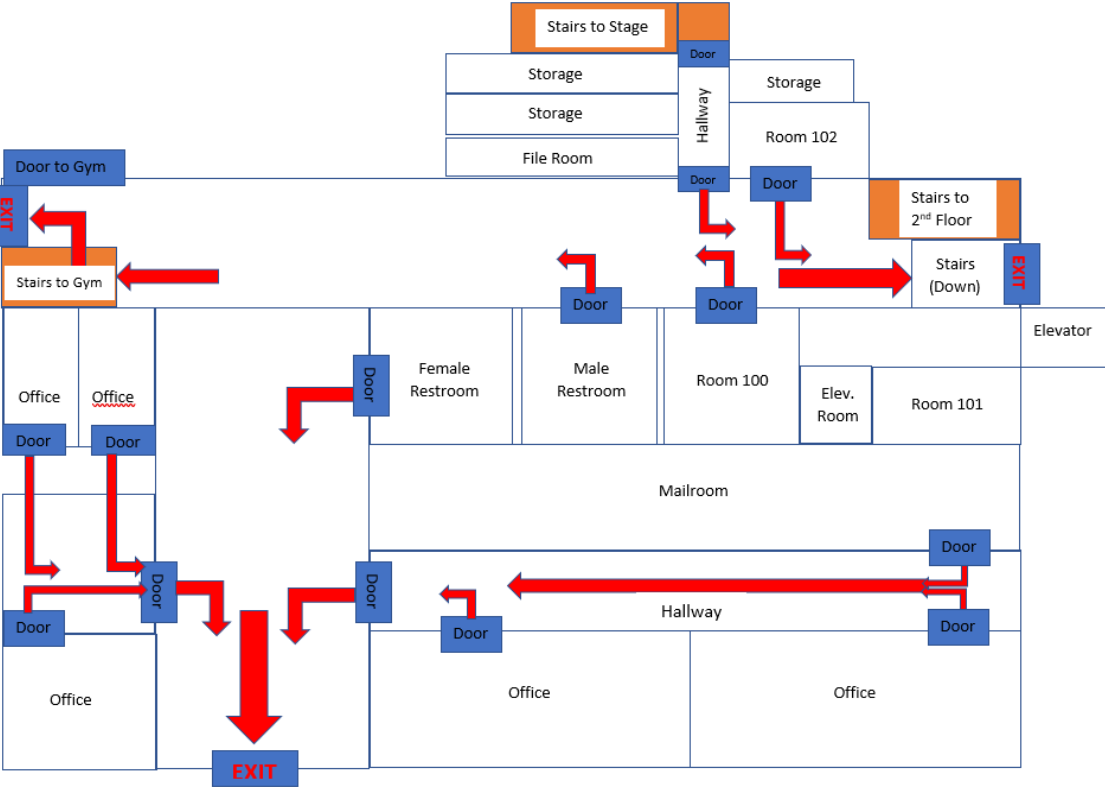 Stairs to Stage
Door
Storage
Storage
Hallway
Storage
Room 102
File Room
Door to Gym
Door
Door
EXIT
Stairs to
2nd Floor
Stairs to Gym
Stairs
(Down)
EXIT
Door
Door
Elevator
Office
Office
Door
Female
Restroom
Male
Restroom
Room 100
Elev.
Room
Room 101
Door
Door
Mailroom
Door
Door
Door
Hallway
Door
Door
Door
Office
Office
Office
EXIT